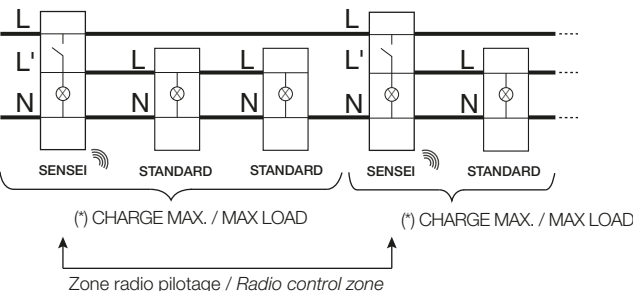 L L
L' L L L' L
N N N N N
SENSEI STANDARD STANDARD SENSEI STANDARD
(*) CHARGE MAX. / MAX LOAD (*) CHARGE MAX. / MAX LOAD
Zone radio pilotage / Radio control zone